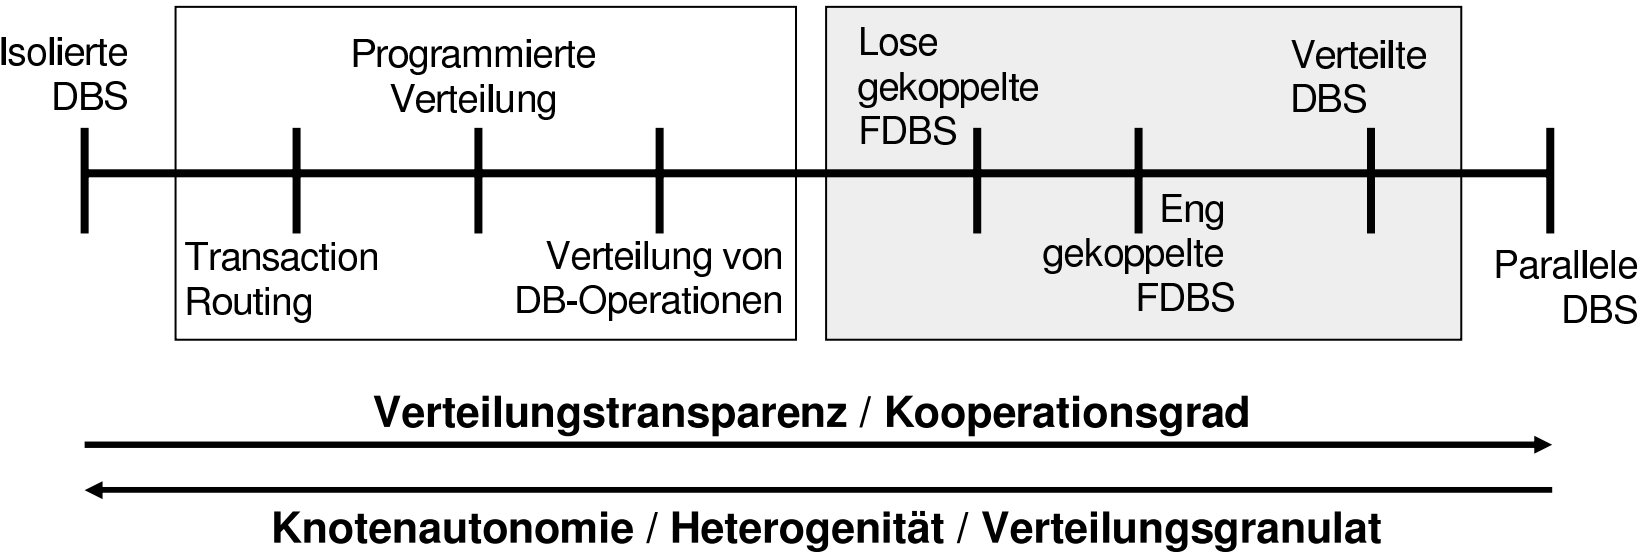 Isolierte
DBS
Programmierte
Verteilung
Lose
gekoppelte
FDBS
Verteilte
DBS
Transaction
Routing
Verteilung von
DB-Operationen
Eng
gekoppelte
FDBS
Parallele
DBS
Verteilungstransparenz / Kooperationsgrad
Knotenautonomie / Heterogenität / Verteilungsgranulat